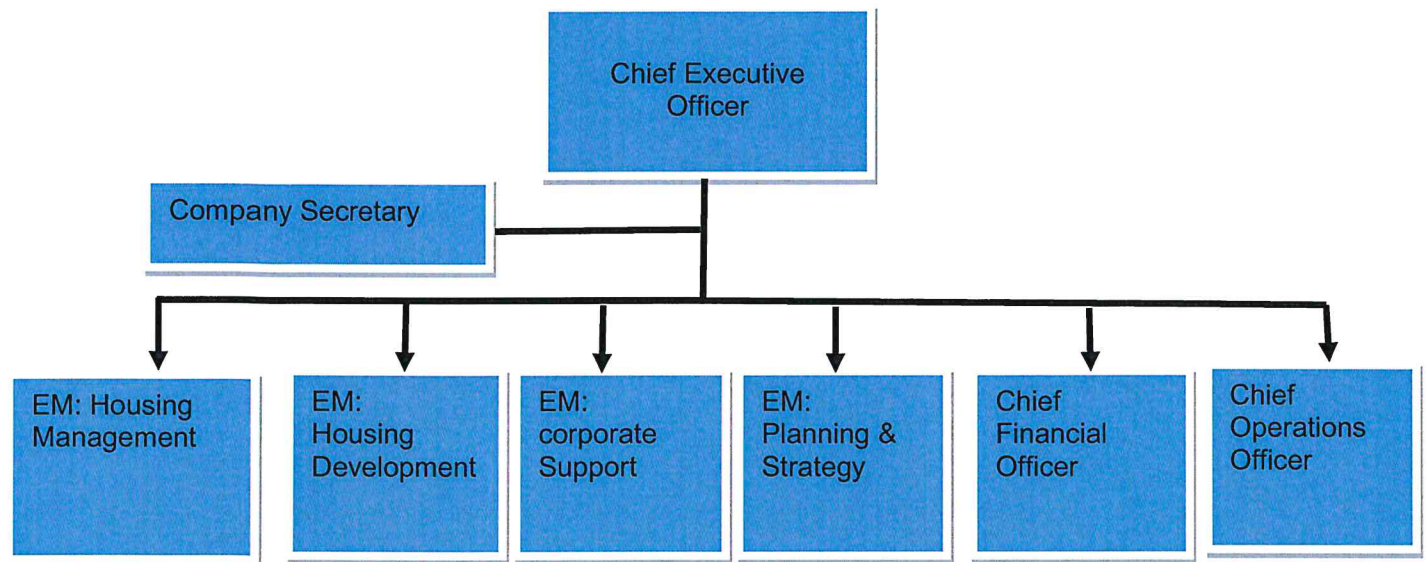 Chief Executive
Officer
Company Secretary
EM: Housing
Management
EM:
Housing
Development
EM:
corporate
Support
EM:
Planning &
Strategy
Chief
Financial
Officer
Chief
Operations
Officer